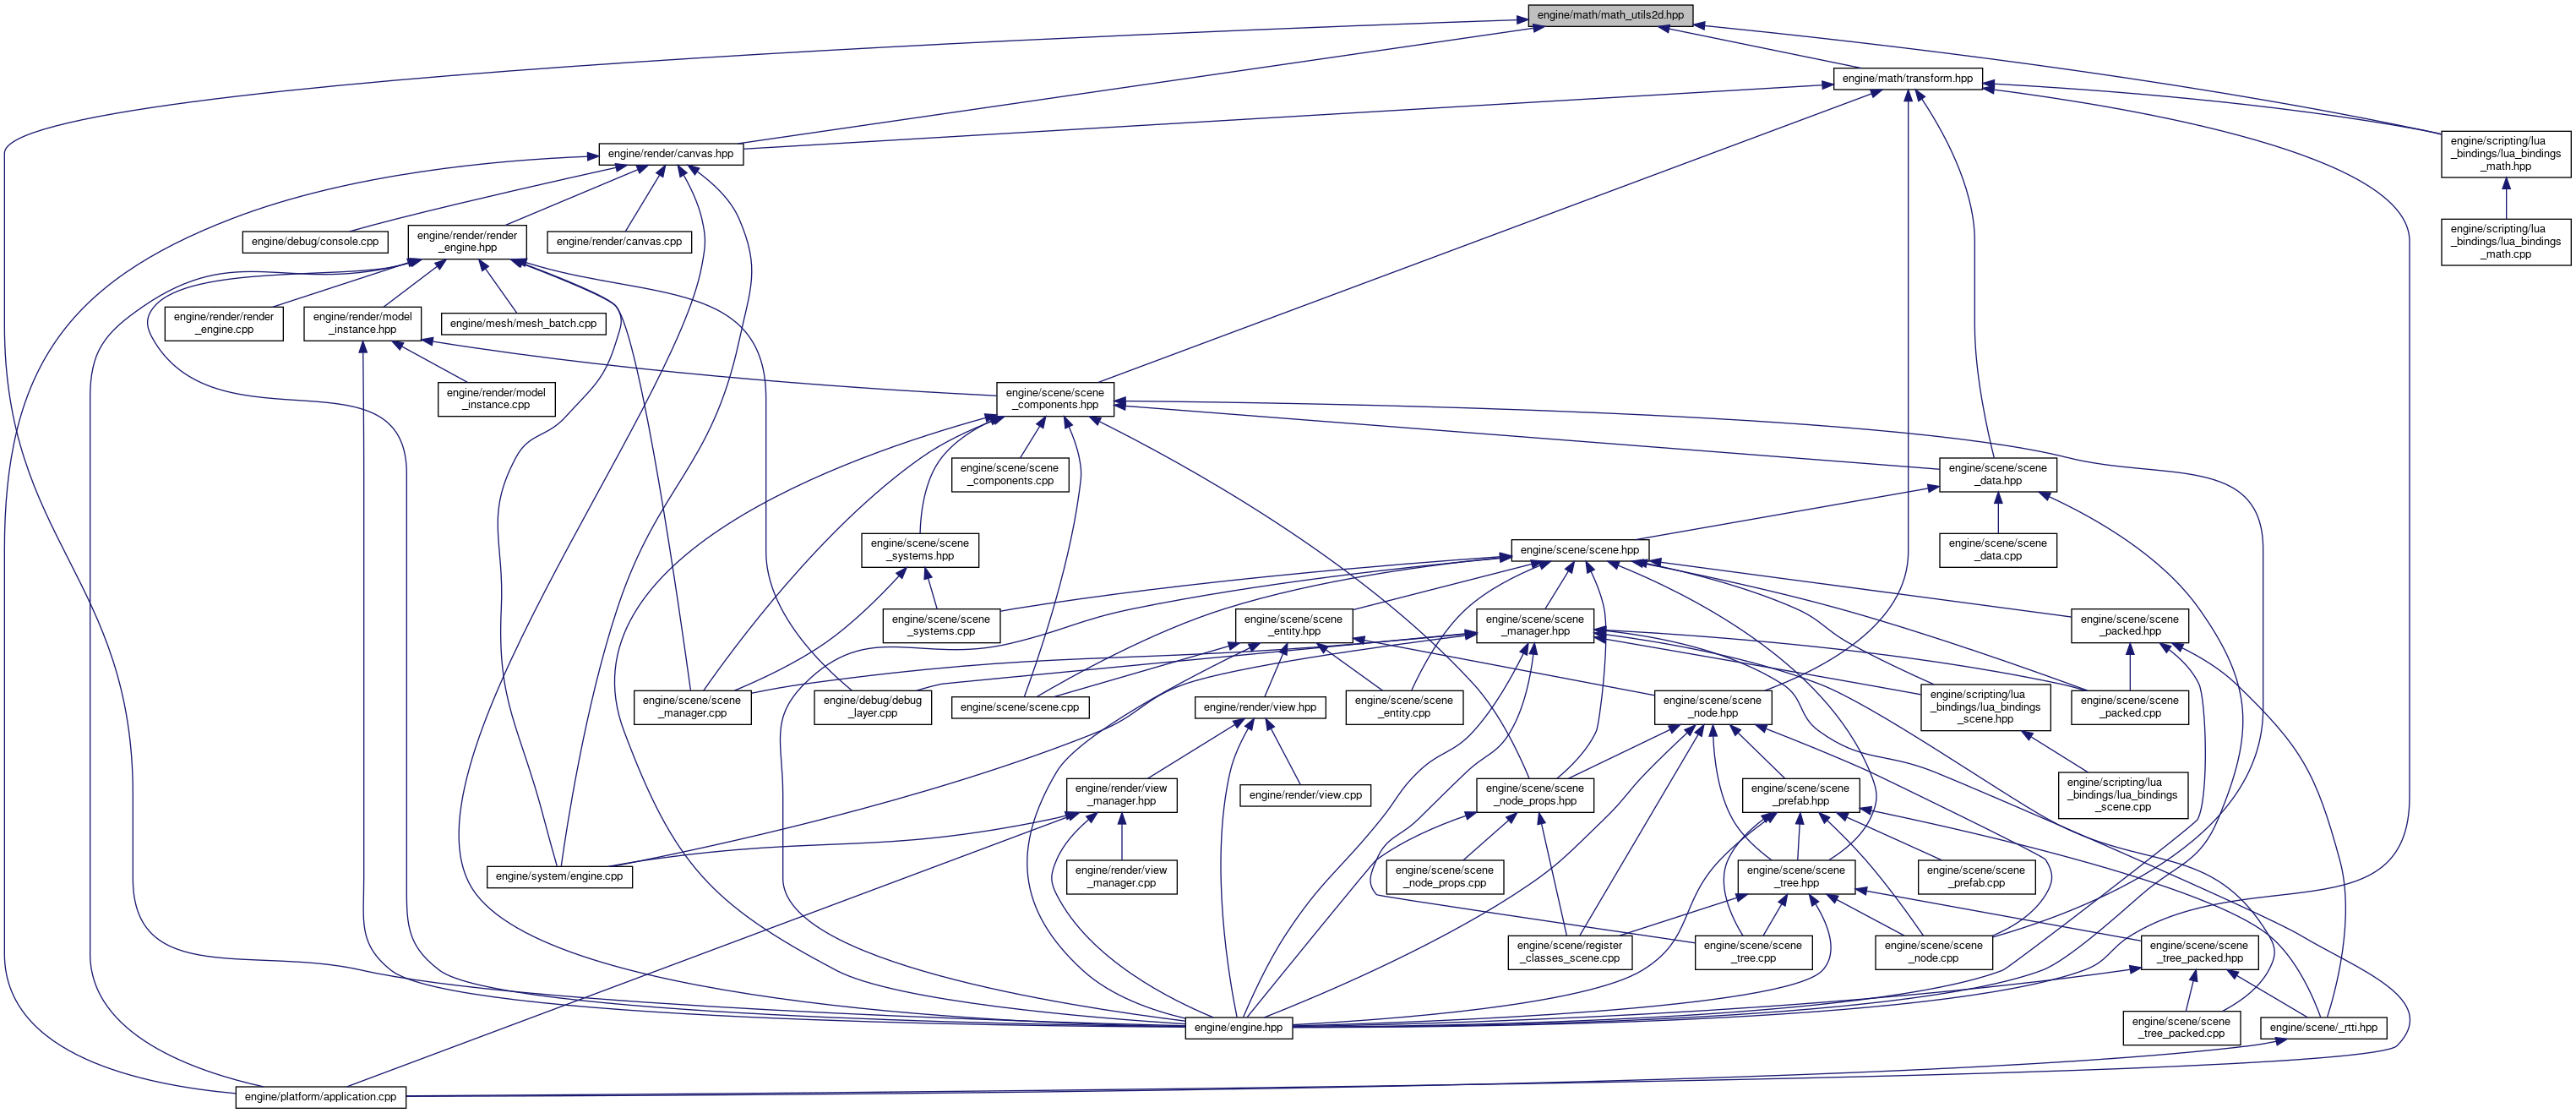 engine/math/math_utils2d.hpp
engine/math/transform.hpp
engine/render/canvas.hpp
engine/scripting/lua
_bindings/lua_bindings
_math.hpp
engine/debug/console.cpp
engine/render/render
_engine.hpp
engine/render/canvas.cpp
engine/scripting/lua
_bindings/lua_bindings
_math.cpp
engine/render/render
_engine.cpp
engine/render/model
_instance.hpp
engine/mesh/mesh_batch.cpp
engine/render/model
_instance.cpp
engine/scene/scene
_components.hpp
engine/scene/scene
_components.cpp
engine/scene/scene
_data.hpp
engine/scene/scene
_systems.hpp
engine/scene/scene.hpp
engine/scene/scene
_data.cpp
engine/scene/scene
_systems.cpp
engine/scene/scene
_entity.hpp
engine/scene/scene
_manager.hpp
engine/scene/scene
_packed.hpp
engine/scene/scene
_manager.cpp
engine/debug/debug
_layer.cpp
engine/scene/scene.cpp
engine/render/view.hpp
engine/scene/scene
_entity.cpp
engine/scene/scene
_node.hpp
engine/scripting/lua
_bindings/lua_bindings
_scene.hpp
engine/scene/scene
_packed.cpp
engine/render/view
_manager.hpp
engine/render/view.cpp
engine/scene/scene
_node_props.hpp
engine/scene/scene
_prefab.hpp
engine/scripting/lua
_bindings/lua_bindings
_scene.cpp
engine/system/engine.cpp
engine/render/view
_manager.cpp
engine/scene/scene
_node_props.cpp
engine/scene/scene
_tree.hpp
engine/scene/scene
_prefab.cpp
engine/scene/register
_classes_scene.cpp
engine/scene/scene
_tree.cpp
engine/scene/scene
_node.cpp
engine/scene/scene
_tree_packed.hpp
engine/engine.hpp
engine/scene/scene
_tree_packed.cpp
engine/scene/_rtti.hpp
engine/platform/application.cpp